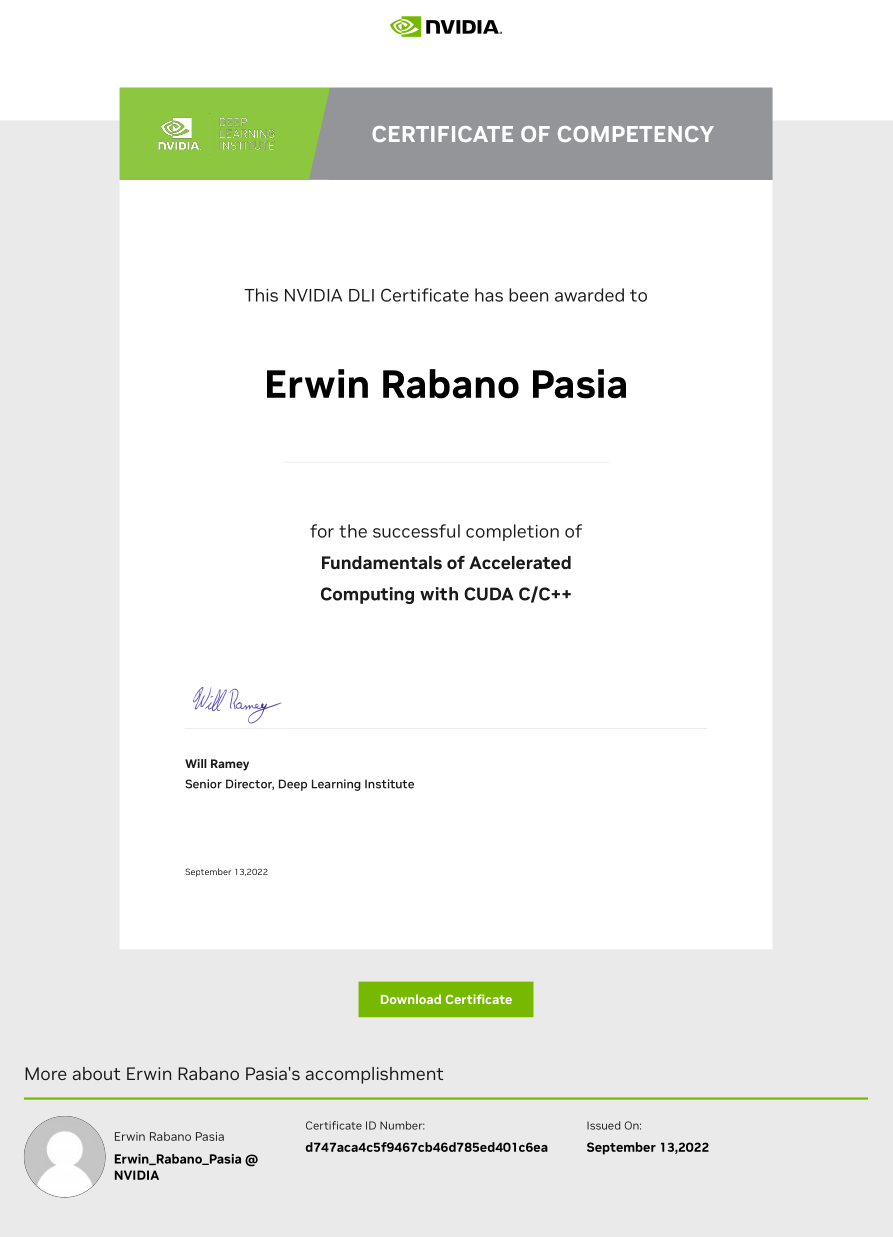 NVIDIA.
NVIDIA.
DEEP
LEARNING
INSTITUTE
CERTIFICATE OF COMPETENCY
This NVIDIA DLI Certificate has been awarded to
Erwin Rabano Pasia
for the successful completion of
Fundamentals of Accelerated
Computing with CUDA C/C++
Will Ramey
Will Ramey
Senior Director, Deep Learning Institute
September 13,2022
Download Certificate
More about Erwin Rabano Pasia's accomplishment
Erwin Rabano Pasia
Erwin_Rabano_Pasia @
NVIDIA
Certificate ID Number:
d747aca4c5f9467cb46d785ed401c6ea
Issued On:
September 13,2022